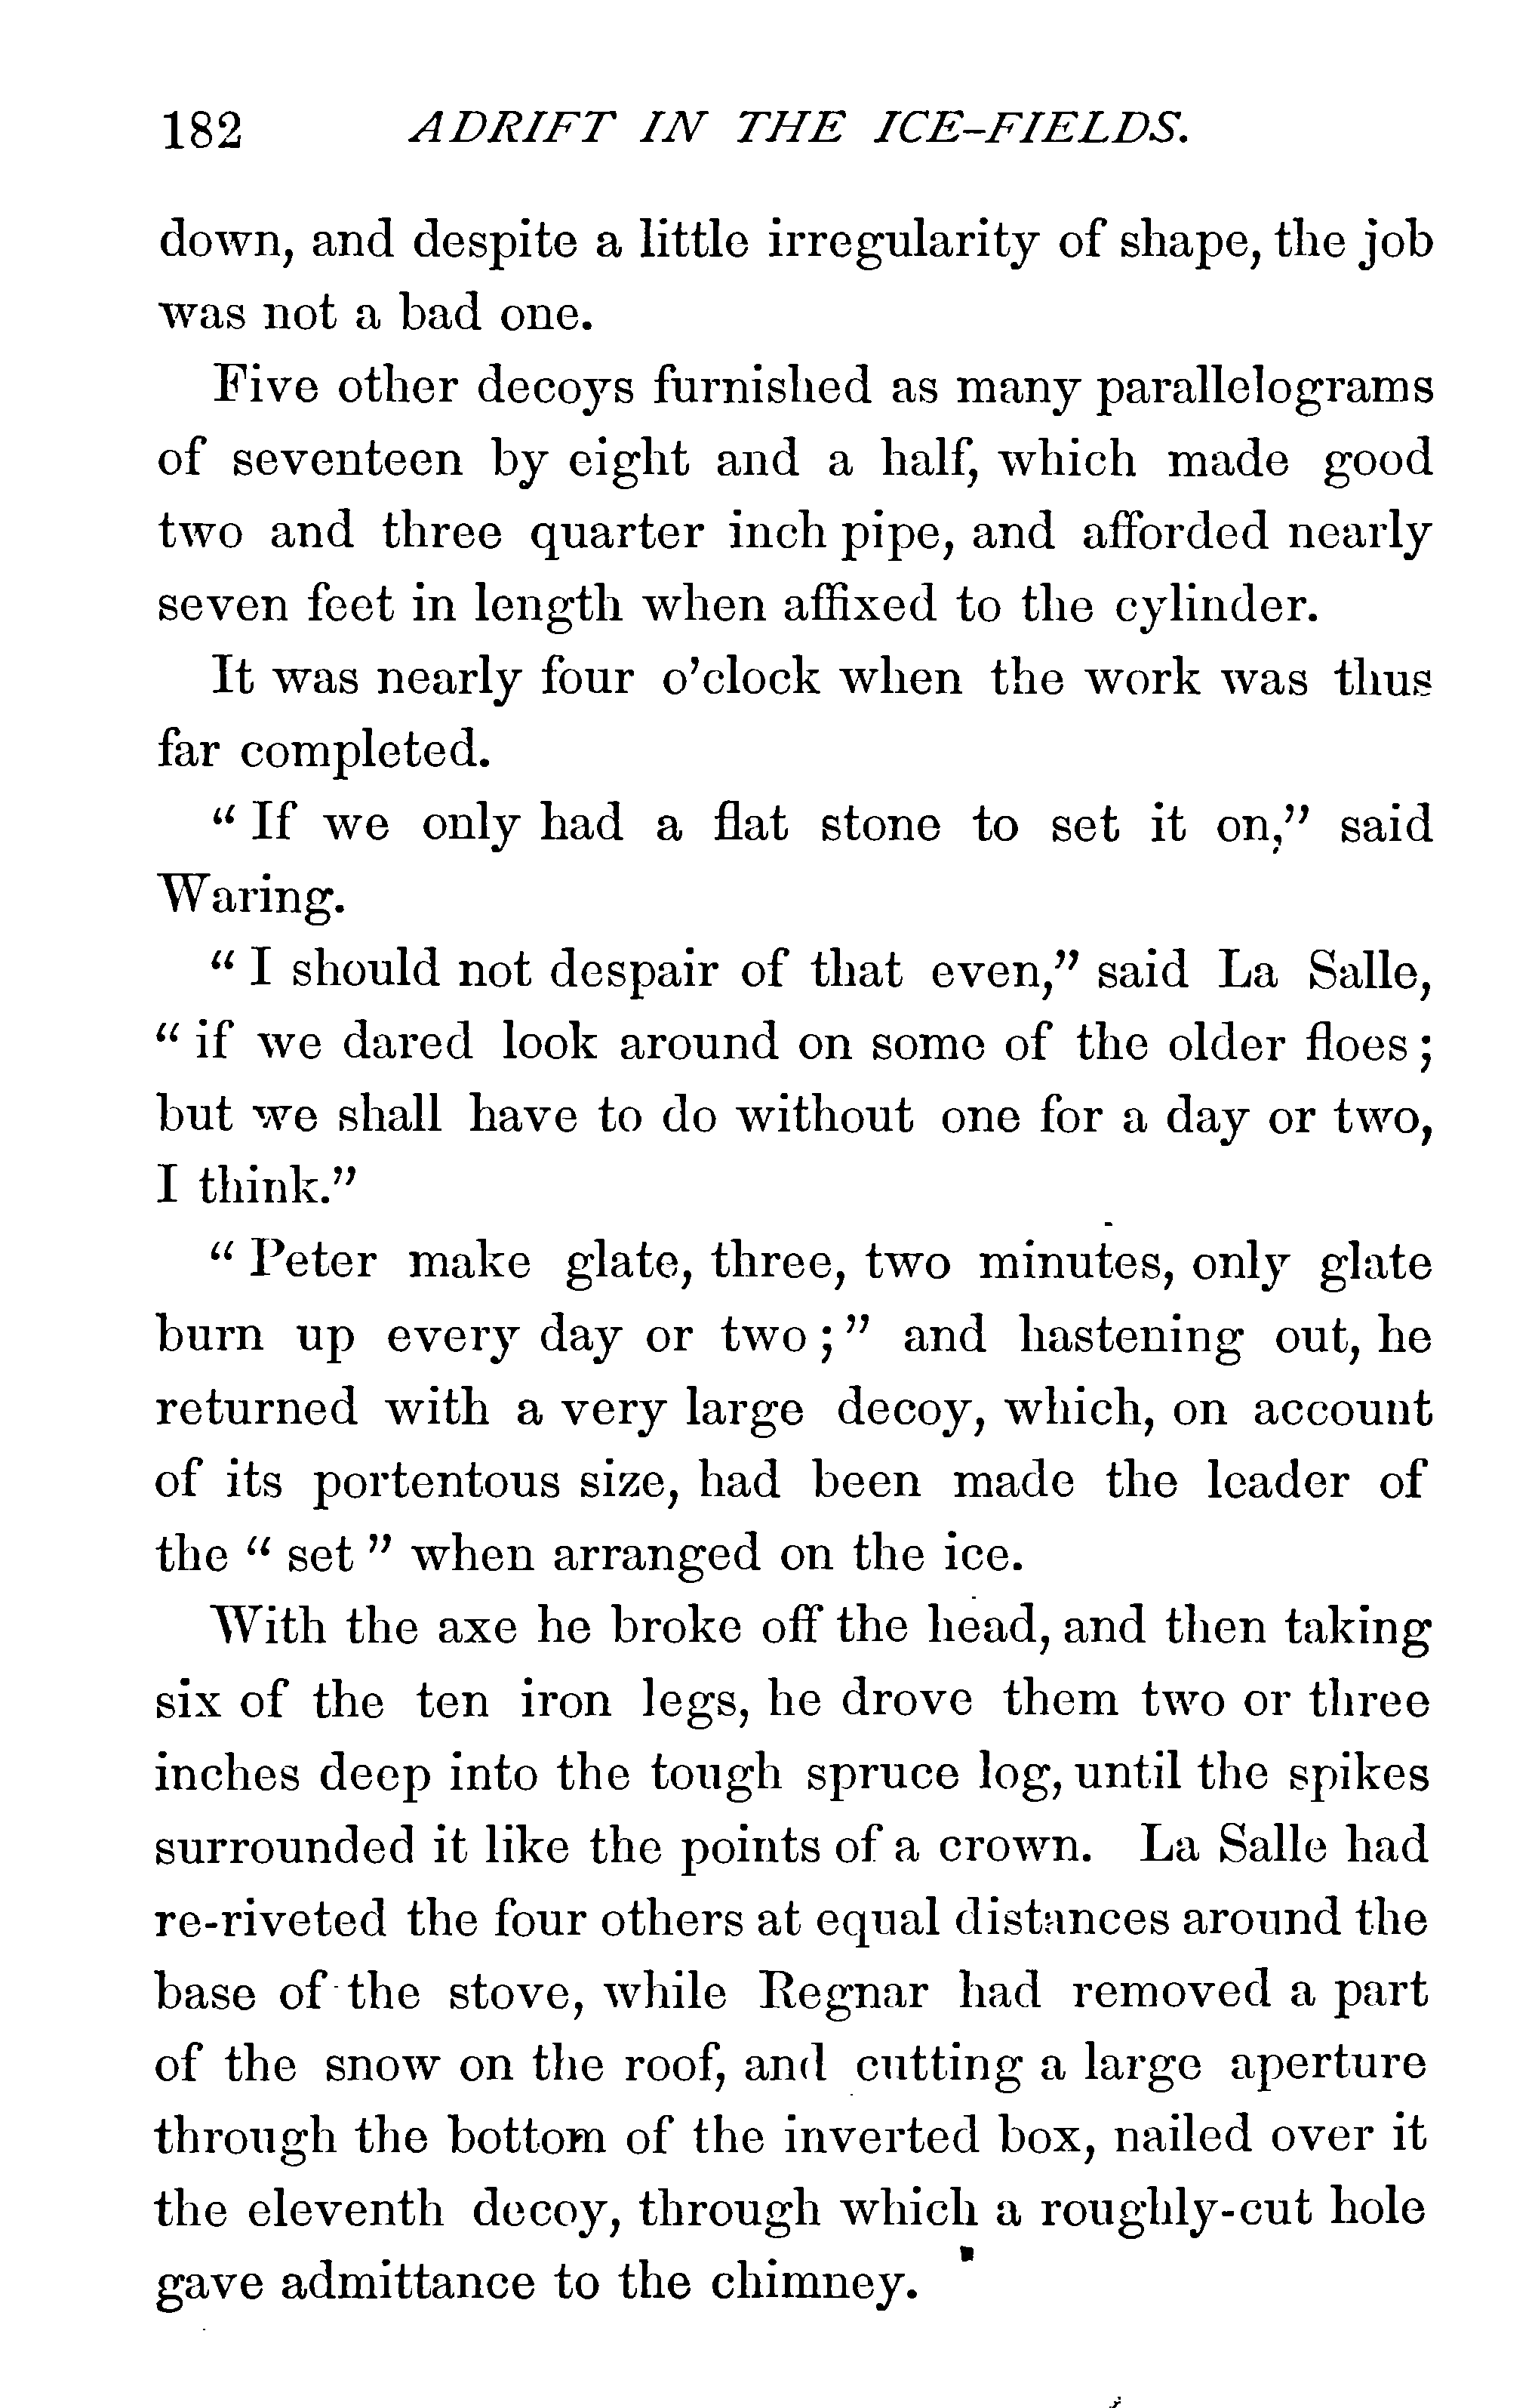 182 ADRIFT IN THE ICE-FIELDS.
down, and despite a little irregularity of shape, the job
was not a bad one.
Five other decoys furnished as many parallelograms
of seventeen by eight and a half, which made good
two and three quarter inch pipe, and afforded nearly
seven feet in length when affixed to the cylinder.
It was nearly four o'clock when the work was thus
far completed.
"If we only had a flat stone to set it on," said
Waring.
"I should not despair of that even," said La Salle,
"if we dared look around on some of the older floes;
but we shall have to do without one for a day or two,
I think."
"Peter make glate, three, two minutes, only glate
burn up every day or two;" and hastening out, he
returned with a very large decoy, which, on account
of its portentous size, had been made the leader of
the "set" when arranged on the ice.
With the axe he broke off the head, and then taking
six of the ten iron legs, he drove them two or three
inches deep into the tough spruce log, until the spikes
surrounded it like the points of a crown. La Salle had
re-riveted the four others at equal distances around the
base of the stove, while Regnar had removed a part
of the snow on the roof, and cutting a large aperture
through the bottom of the inverted box, nailed over it
the eleventh decoy, through which a roughly-cut hole
gave admittance to the chimney.